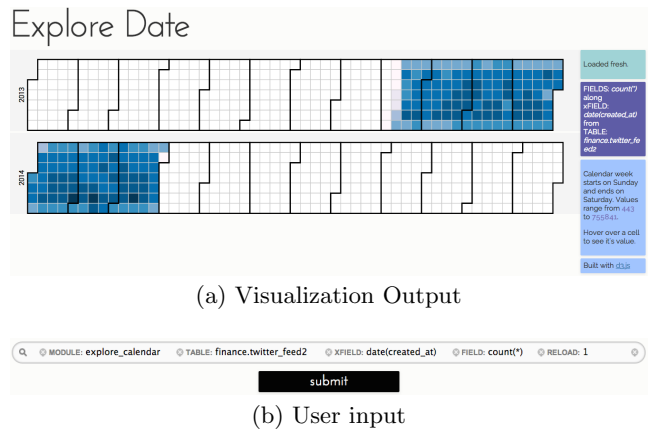 Explore Date
2013
2014
Loaded fresh.
FIELDS: count(*)
along
xFIELD:
date(created_at)
from
TABLE:
finance.twitter_fe
ed2
Calendar week
starts on Sunday
and ends on
Saturday. Values
range from 443
to 755841.
Hover over a cell
to see it's value.
Built with d3.js
(a) Visualization Output
MODULE: explore_calendar TABLE: finance.twitter_feed2 XFIELD: date(created_at) FIELD: count(*) RELOAD: 1
submit
(b) User input